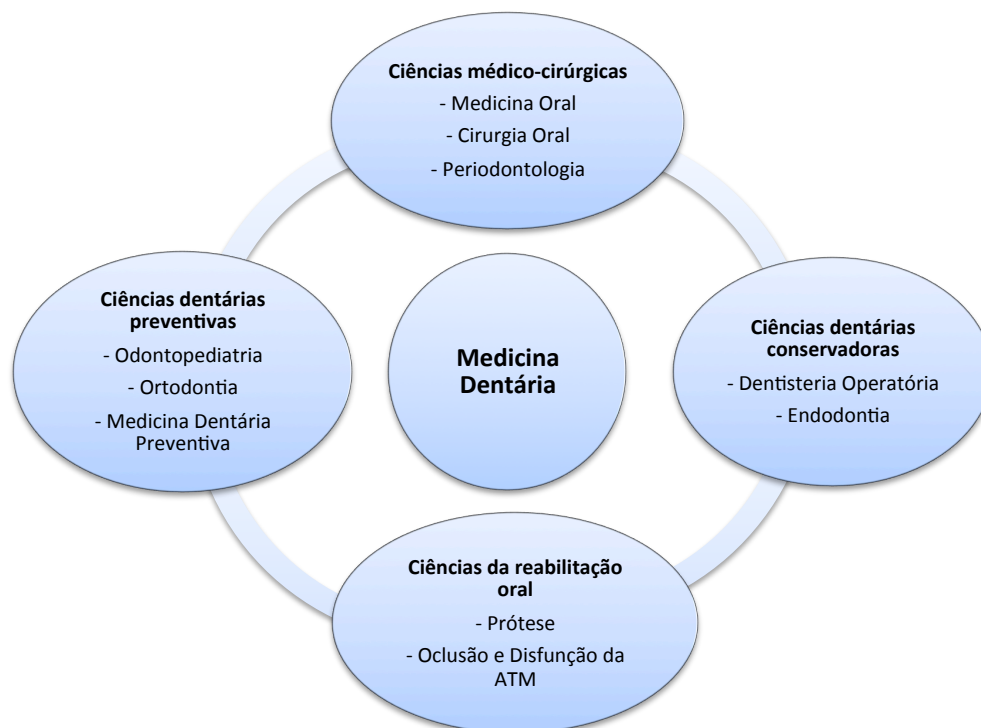 Ciências médico-cirúrgicas
- Medicina Oral
- Cirurgia Oral
- Periodontologia
Ciências dentárias
preventivas
- Odontopediatria
- Ortodontia
- Medicina Dentária
Preventiva
Medicina
Dentária
Ciências dentárias
conservadoras
- Dentisteria Operatória
- Endodontia
Ciências da reabilitação
oral
- Prótese
- Oclusão e Disfunção da
ATM